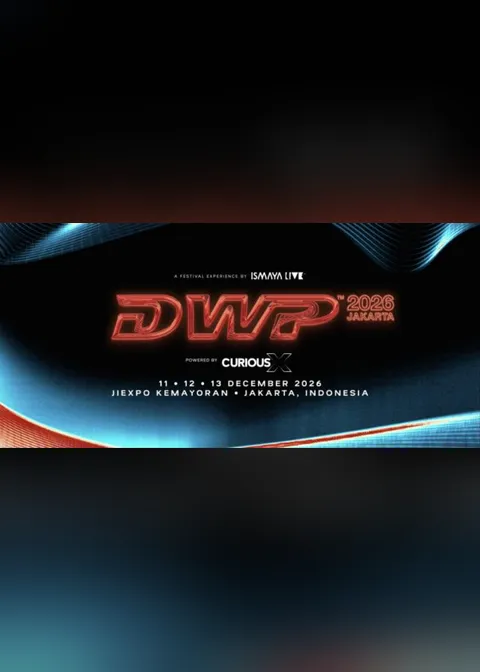 A FESTIVAL EXPERIENCE BY ISMAYA LIVE
DWP™ 2026 JAKARTA
POWERED BY CURIOUSX
11 • 12 • 13 DECEMBER 2026
JIEXPO KEMAYORAN • JAKARTA, INDONESIA